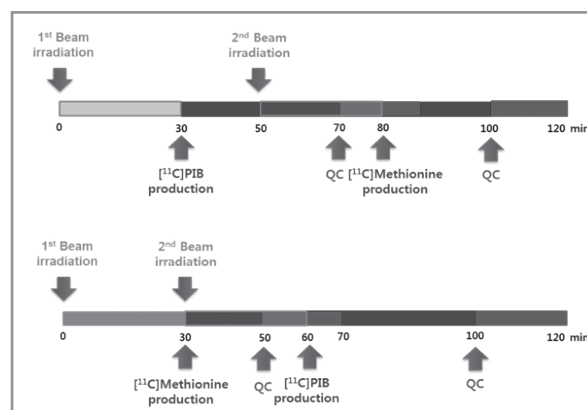 1st Beam irradiation
2nd Beam irradiation
0 30 50 70 80 100 120 min
[11C]PIB production
QC
[11C]Methionine production
QC
1st Beam irradiation
2nd Beam irradiation
0 30 50 60 70 100 120 min
[11C]Methionine production
QC
[11C]PIB production
QC